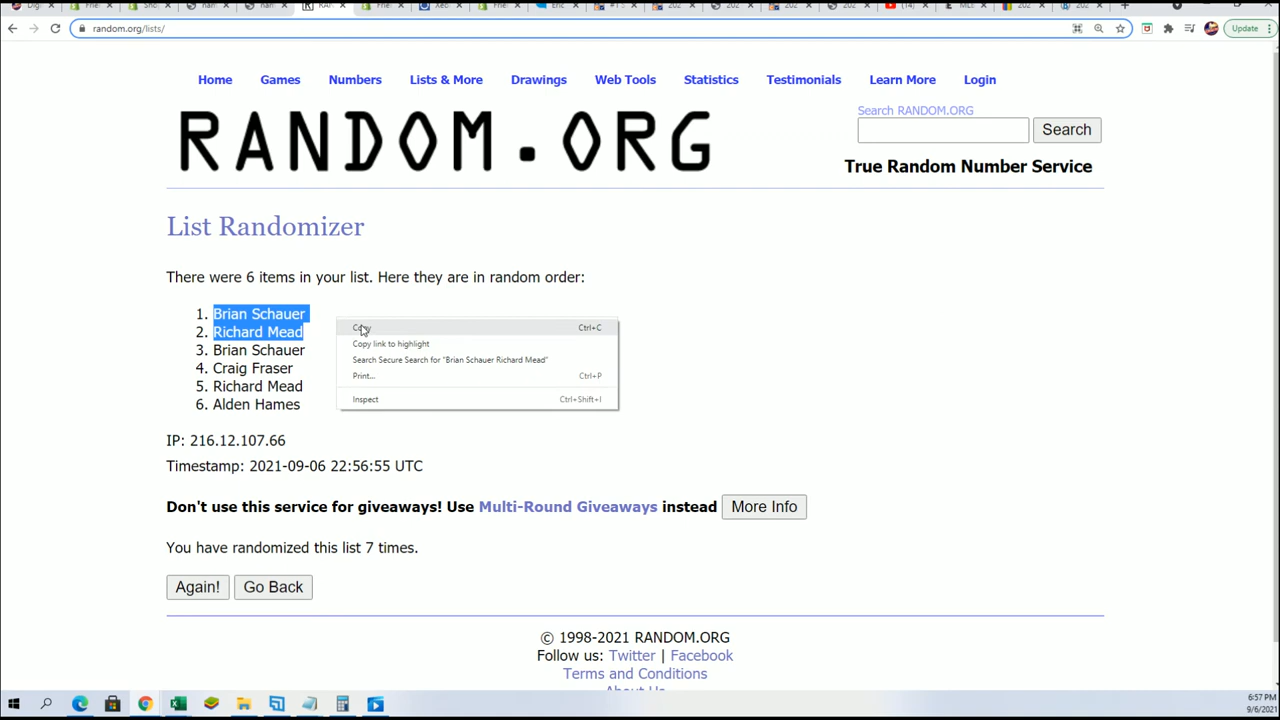 random.org/lists/
Update
Home Games Numbers Lists & More Drawings Web Tools Statistics Testimonials Learn More Login
RANDOM.ORG
Search RANDOM.ORG
Search
True Random Number Service
List Randomizer
There were 6 items in your list. Here they are in random order:
1. Brian Schauer
2. Richard Mead
3. Brian Schauer
4. Craig Fraser
5. Richard Mead
6. Alden Hames
Copy Ctrl+C
Copy link to highlight
Search Secure Search for "Brian Schauer Richard Mead"
Print... Ctrl+P
Inspect Ctrl+Shift+I
IP: 216.12.107.66
Timestamp: 2021-09-06 22:56:55 UTC
Don't use this service for giveaways! Use Multi-Round Giveaways instead More Info
You have randomized this list 7 times.
Again! Go Back
© 1998-2021 RANDOM.ORG
Follow us: Twitter | Facebook
Terms and Conditions
About Us
6:57 PM
9/6/2021